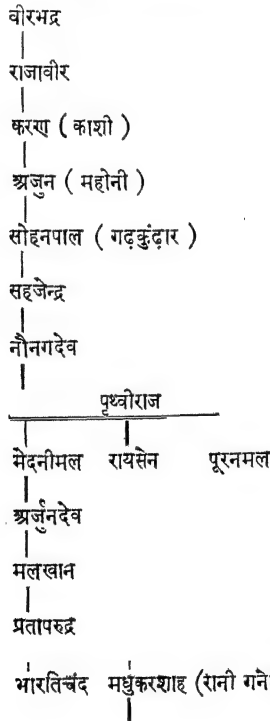 वीरभद्र
राजावीर
करण ( काशी )
अजुन ( महोनी )
सोहनपाल ( गढ़कुंढ़ार )
सहजेन्द्र
नौनगदेव
पृथ्वीराज
मेदनीमल रायसेन पूरनमल
अर्जुनदेव
मलखान
प्रतापरुद्र
भारतिचंद मधुकरशाह (रानी गने